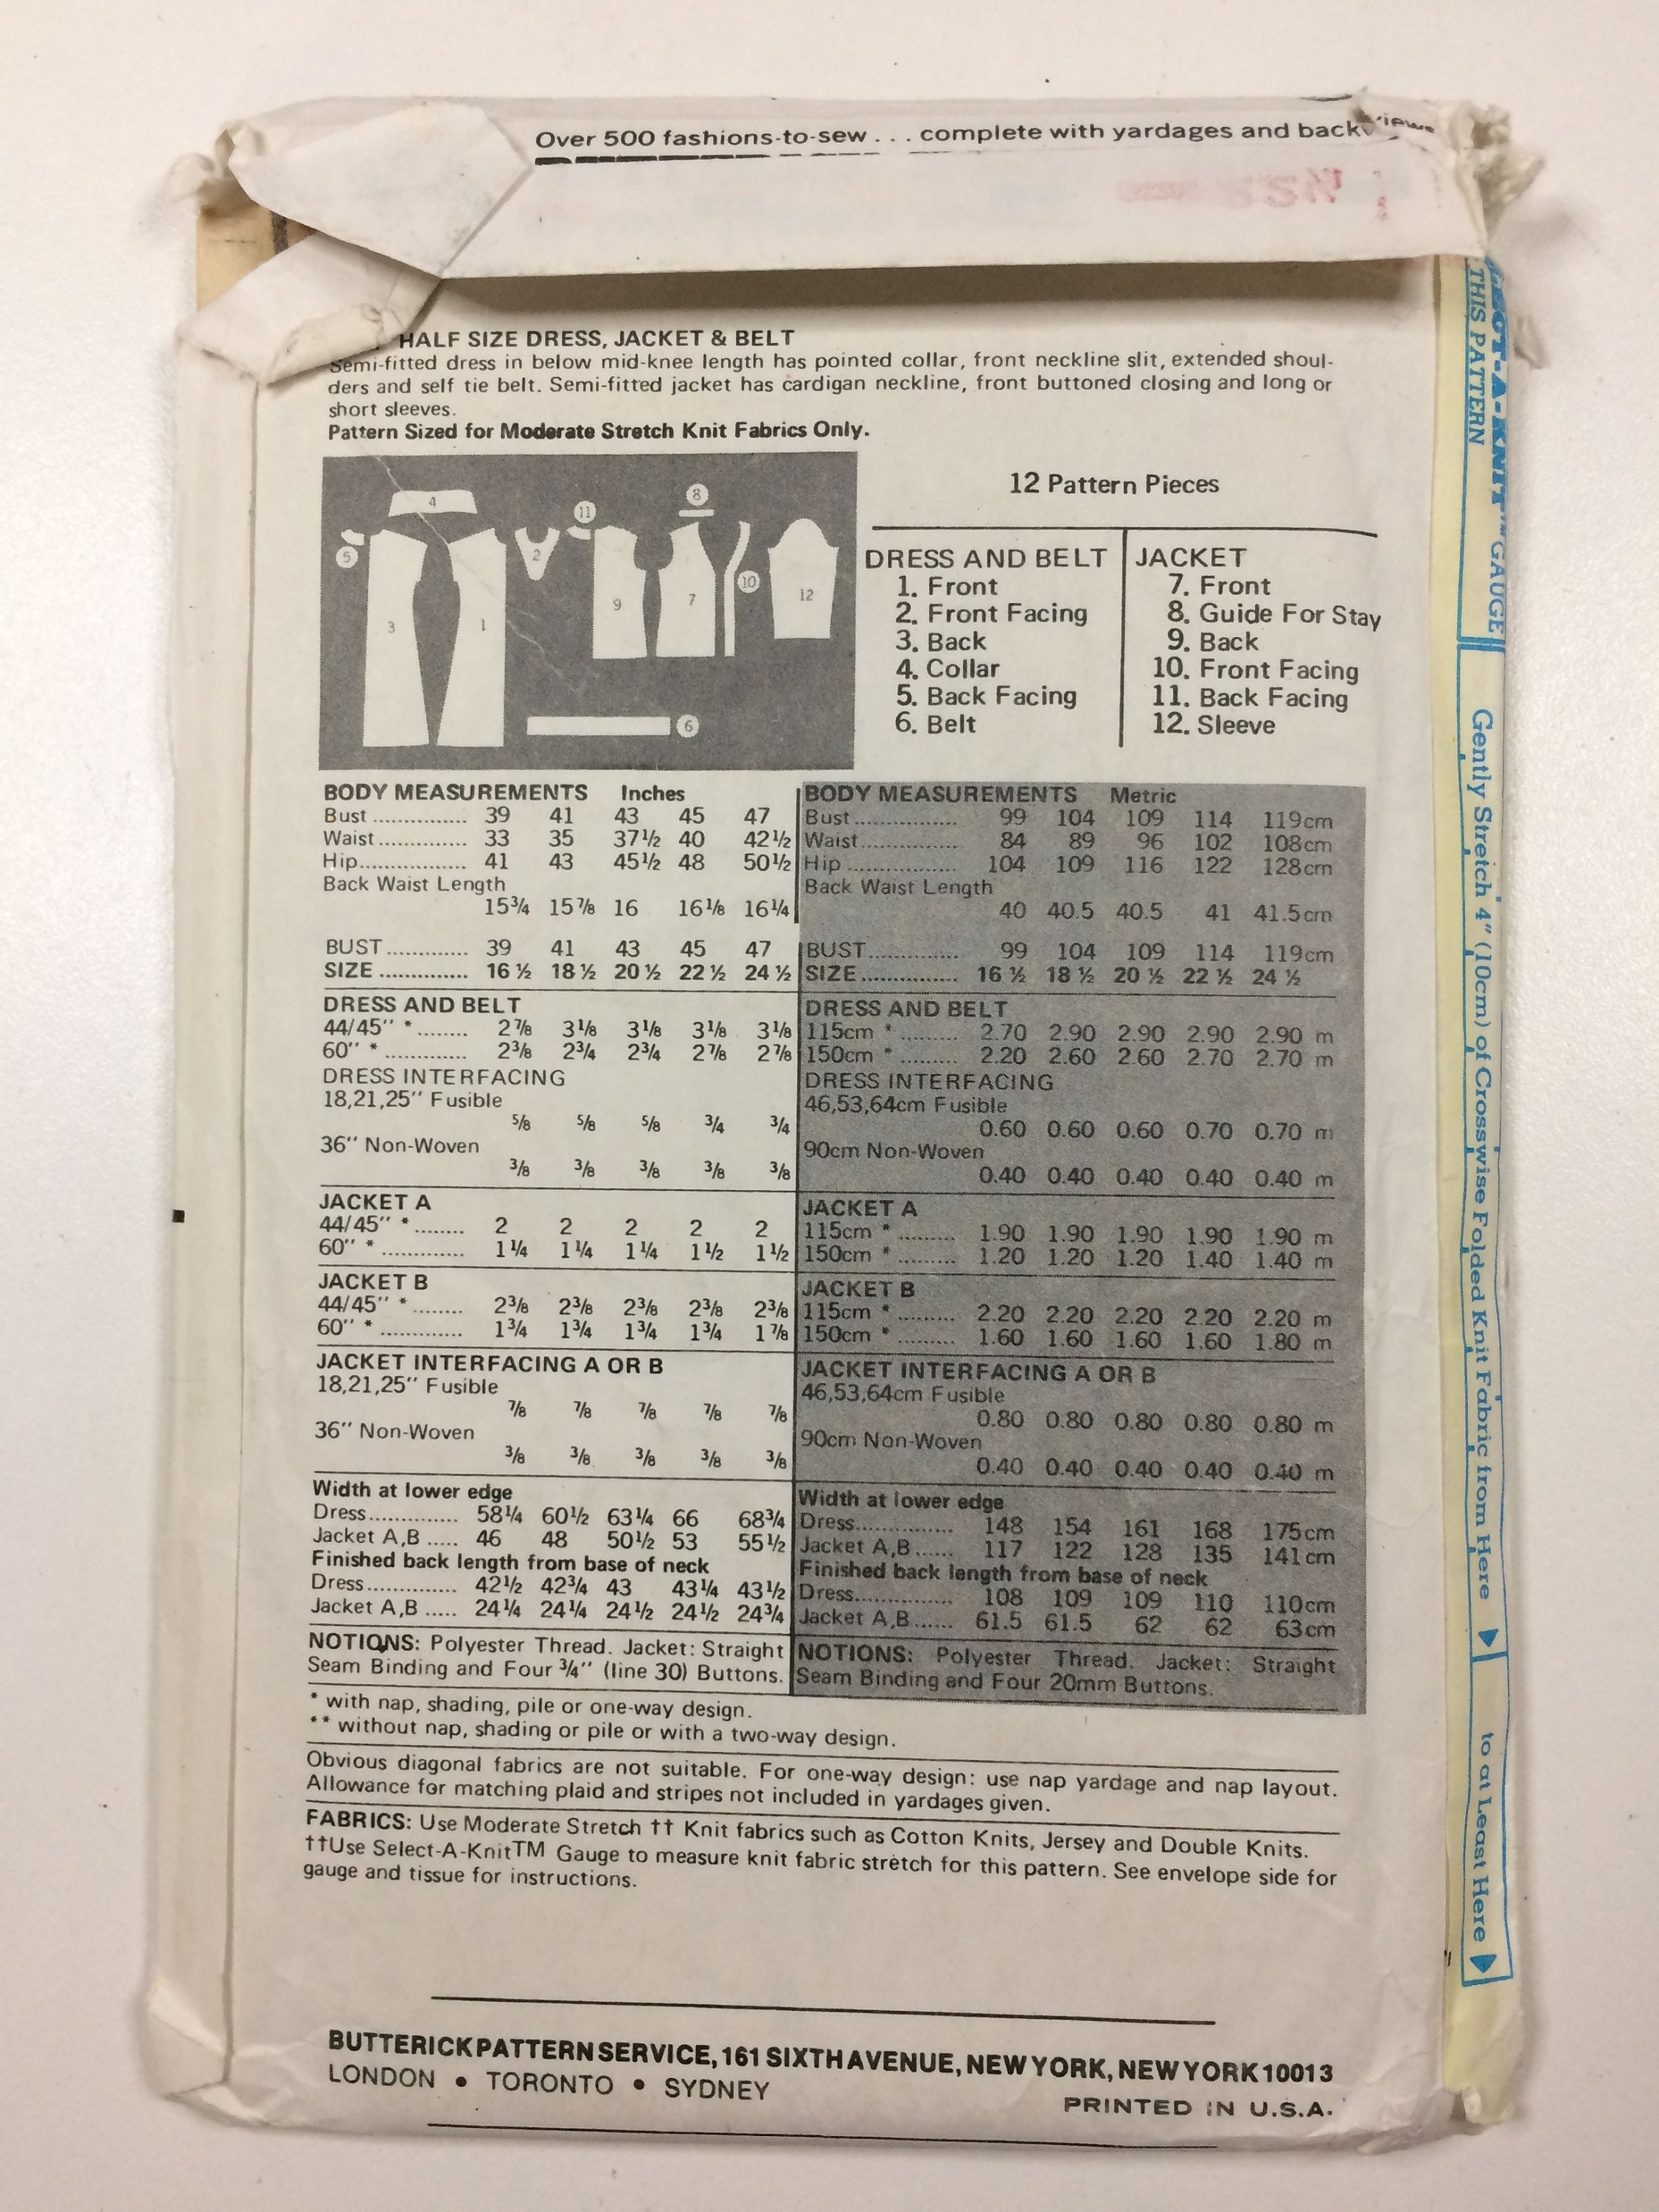 Over 500 fashions-to-sew . . . complete with yardages and back views
HALF SIZE DRESS, JACKET & BELT
Semi-fitted dress in below mid-knee length has pointed collar, front neckline slit, extended shoul-
ders and self tie belt. Semi-fitted jacket has cardigan neckline, front buttoned closing and long or
short sleeves.
Pattern Sized for Moderate Stretch Knit Fabrics Only.
4
8
11
5
2
10
3
1
9
7
12
6
12 Pattern Pieces
DRESS AND BELT
1. Front
2. Front Facing
3. Back
4. Collar
5. Back Facing
6. Belt
JACKET
7. Front
8. Guide For Stay
9. Back
10. Front Facing
11. Back Facing
12. Sleeve
BODY MEASUREMENTS Inches
Bust ............... 39 41 43 45 47
Waist .............. 33 35 37½ 40 42½
Hip................. 41 43 45½ 48 50½
Back Waist Length
15¾ 15⅞ 16 16⅛ 16¼
BUST ............. 39 41 43 45 47
SIZE .............. 16 ½ 18 ½ 20 ½ 22 ½ 24 ½
DRESS AND BELT
44/45'' * ........ 2⅞ 3⅛ 3⅛ 3⅛ 3⅛
60'' * ............. 2⅜ 2¾ 2¾ 2⅞ 2⅞
DRESS INTERFACING
18,21,25'' Fusible
⅝ ⅝ ⅝ ¾ ¾
36'' Non-Woven
⅜ ⅜ ⅜ ⅜ ⅜
JACKET A
44/45'' * ........ 2 2 2 2 2
60'' * ............. 1¼ 1¼ 1¼ 1½ 1½
JACKET B
44/45'' * ........ 2⅜ 2⅜ 2⅜ 2⅜ 2⅜
60'' * ............. 1¾ 1¾ 1¾ 1¾ 1⅞
JACKET INTERFACING A OR B
18,21,25'' Fusible
⅞ ⅞ ⅞ ⅞ ⅞
36'' Non-Woven
⅜ ⅜ ⅜ ⅜ ⅜
Width at lower edge
Dress.............. 58¼ 60½ 63¼ 66 68¾
Jacket A,B ..... 46 48 50½ 53 55½
Finished back length from base of neck
Dress.............. 42½ 42¾ 43 43¼ 43½
Jacket A,B ..... 24¼ 24¼ 24½ 24½ 24¾
NOTIONS: Polyester Thread. Jacket: Straight
Seam Binding and Four ¾'' (line 30) Buttons.
BODY MEASUREMENTS Metric
Bust................ 99 104 109 114 119cm
Waist............... 84 89 96 102 108cm
Hip ................. 104 109 116 122 128cm
Back Waist Length
40 40.5 40.5 41 41.5cm
BUST.............. 99 104 109 114 119cm
SIZE............... 16 ½ 18 ½ 20 ½ 22 ½ 24 ½
DRESS AND BELT
115cm * ......... 2.70 2.90 2.90 2.90 2.90 m
150cm * ......... 2.20 2.60 2.60 2.70 2.70 m
DRESS INTERFACING
46,53,64cm Fusible
0.60 0.60 0.60 0.70 0.70 m
90cm Non-Woven
0.40 0.40 0.40 0.40 0.40 m
JACKET A
115cm * ......... 1.90 1.90 1.90 1.90 1.90 m
150cm * ......... 1.20 1.20 1.20 1.40 1.40 m
JACKET B
115cm * ......... 2.20 2.20 2.20 2.20 2.20 m
150cm * ......... 1.60 1.60 1.60 1.60 1.80 m
JACKET INTERFACING A OR B
46,53,64cm Fusible
0.80 0.80 0.80 0.80 0.80 m
90cm Non-Woven
0.40 0.40 0.40 0.40 0.40 m
Width at lower edge
Dress............... 148 154 161 168 175cm
Jacket A,B...... 117 122 128 135 141cm
Finished back length from base of neck
Dress............... 108 109 109 110 110cm
Jacket A,B...... 61.5 61.5 62 62 63cm
NOTIONS: Polyester Thread. Jacket: Straight
Seam Binding and Four 20mm Buttons.
* with nap, shading, pile or one-way design.
** without nap, shading or pile or with a two-way design.
Obvious diagonal fabrics are not suitable. For one-way design: use nap yardage and nap layout.
Allowance for matching plaid and stripes not included in yardages given.
FABRICS: Use Moderate Stretch †† Knit fabrics such as Cotton Knits, Jersey and Double Knits.
††Use Select-A-KnitTM Gauge to measure knit fabric stretch for this pattern. See envelope side for
gauge and tissue for instructions.
BUTTERICK PATTERN SERVICE, 161 SIXTH AVENUE, NEW YORK, NEW YORK 10013
LONDON • TORONTO • SYDNEY
PRINTED IN U.S.A.
LECT-A-KNIT™ GAUGE
THIS PATTERN
Gently Stretch 4" (10cm) of Crosswise Folded Knit Fabric from Here
to at Least Here